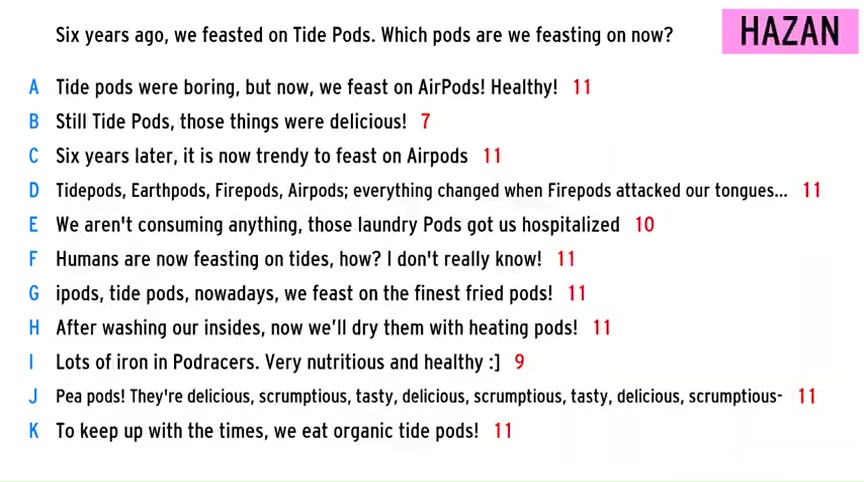 Six years ago, we feasted on Tide Pods. Which pods are we feasting on now?
HAZAN
A Tide pods were boring, but now, we feast on AirPods! Healthy! 11
B Still Tide Pods, those things were delicious! 7
C Six years later, it is now trendy to feast on Airpods 11
D Tidepods, Earthpods, Firepods, Airpods; everything changed when Firepods attacked our tongues... 11
E We aren't consuming anything, those laundry Pods got us hospitalized 10
F Humans are now feasting on tides, how? I don't really know! 11
G ipods, tide pods, nowadays, we feast on the finest fried pods! 11
H After washing our insides, now we'll dry them with heating pods! 11
I Lots of iron in Podracers. Very nutritious and healthy :] 9
J Pea pods! They're delicious, scrumptious, tasty, delicious, scrumptious, tasty, delicious, scrumptious- 11
K To keep up with the times, we eat organic tide pods! 11